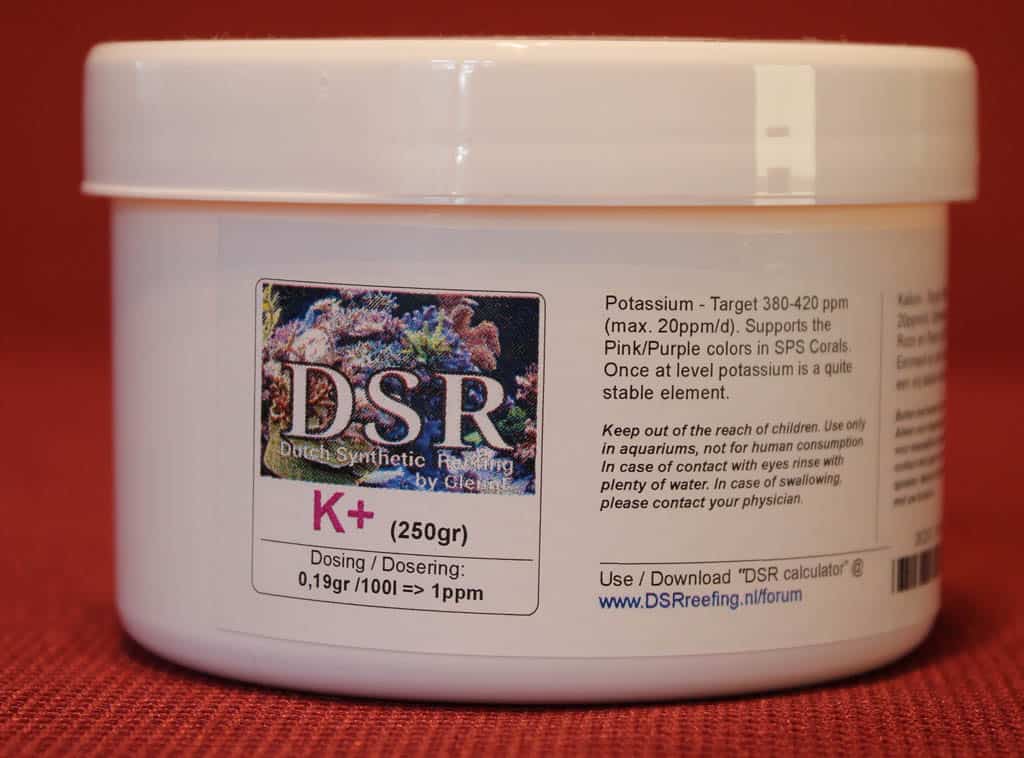 DSR
Dutch Synthetic Reefing
by GlennF
K+ (250gr)
Dosing / Dosering:
0,19gr /100l => 1ppm
Potassium - Target 380-420 ppm
(max. 20ppm/d). Supports the
Pink/Purple colors in SPS Corals.
Once at level potassium is a quite
stable element.
Keep out of the reach of children. Use only
in aquariums, not for human consumption
In case of contact with eyes rinse with
plenty of water. In case of swallowing,
please contact your physician.
Use / Download "DSR calculator" @
www.DSRreefing.nl/forum